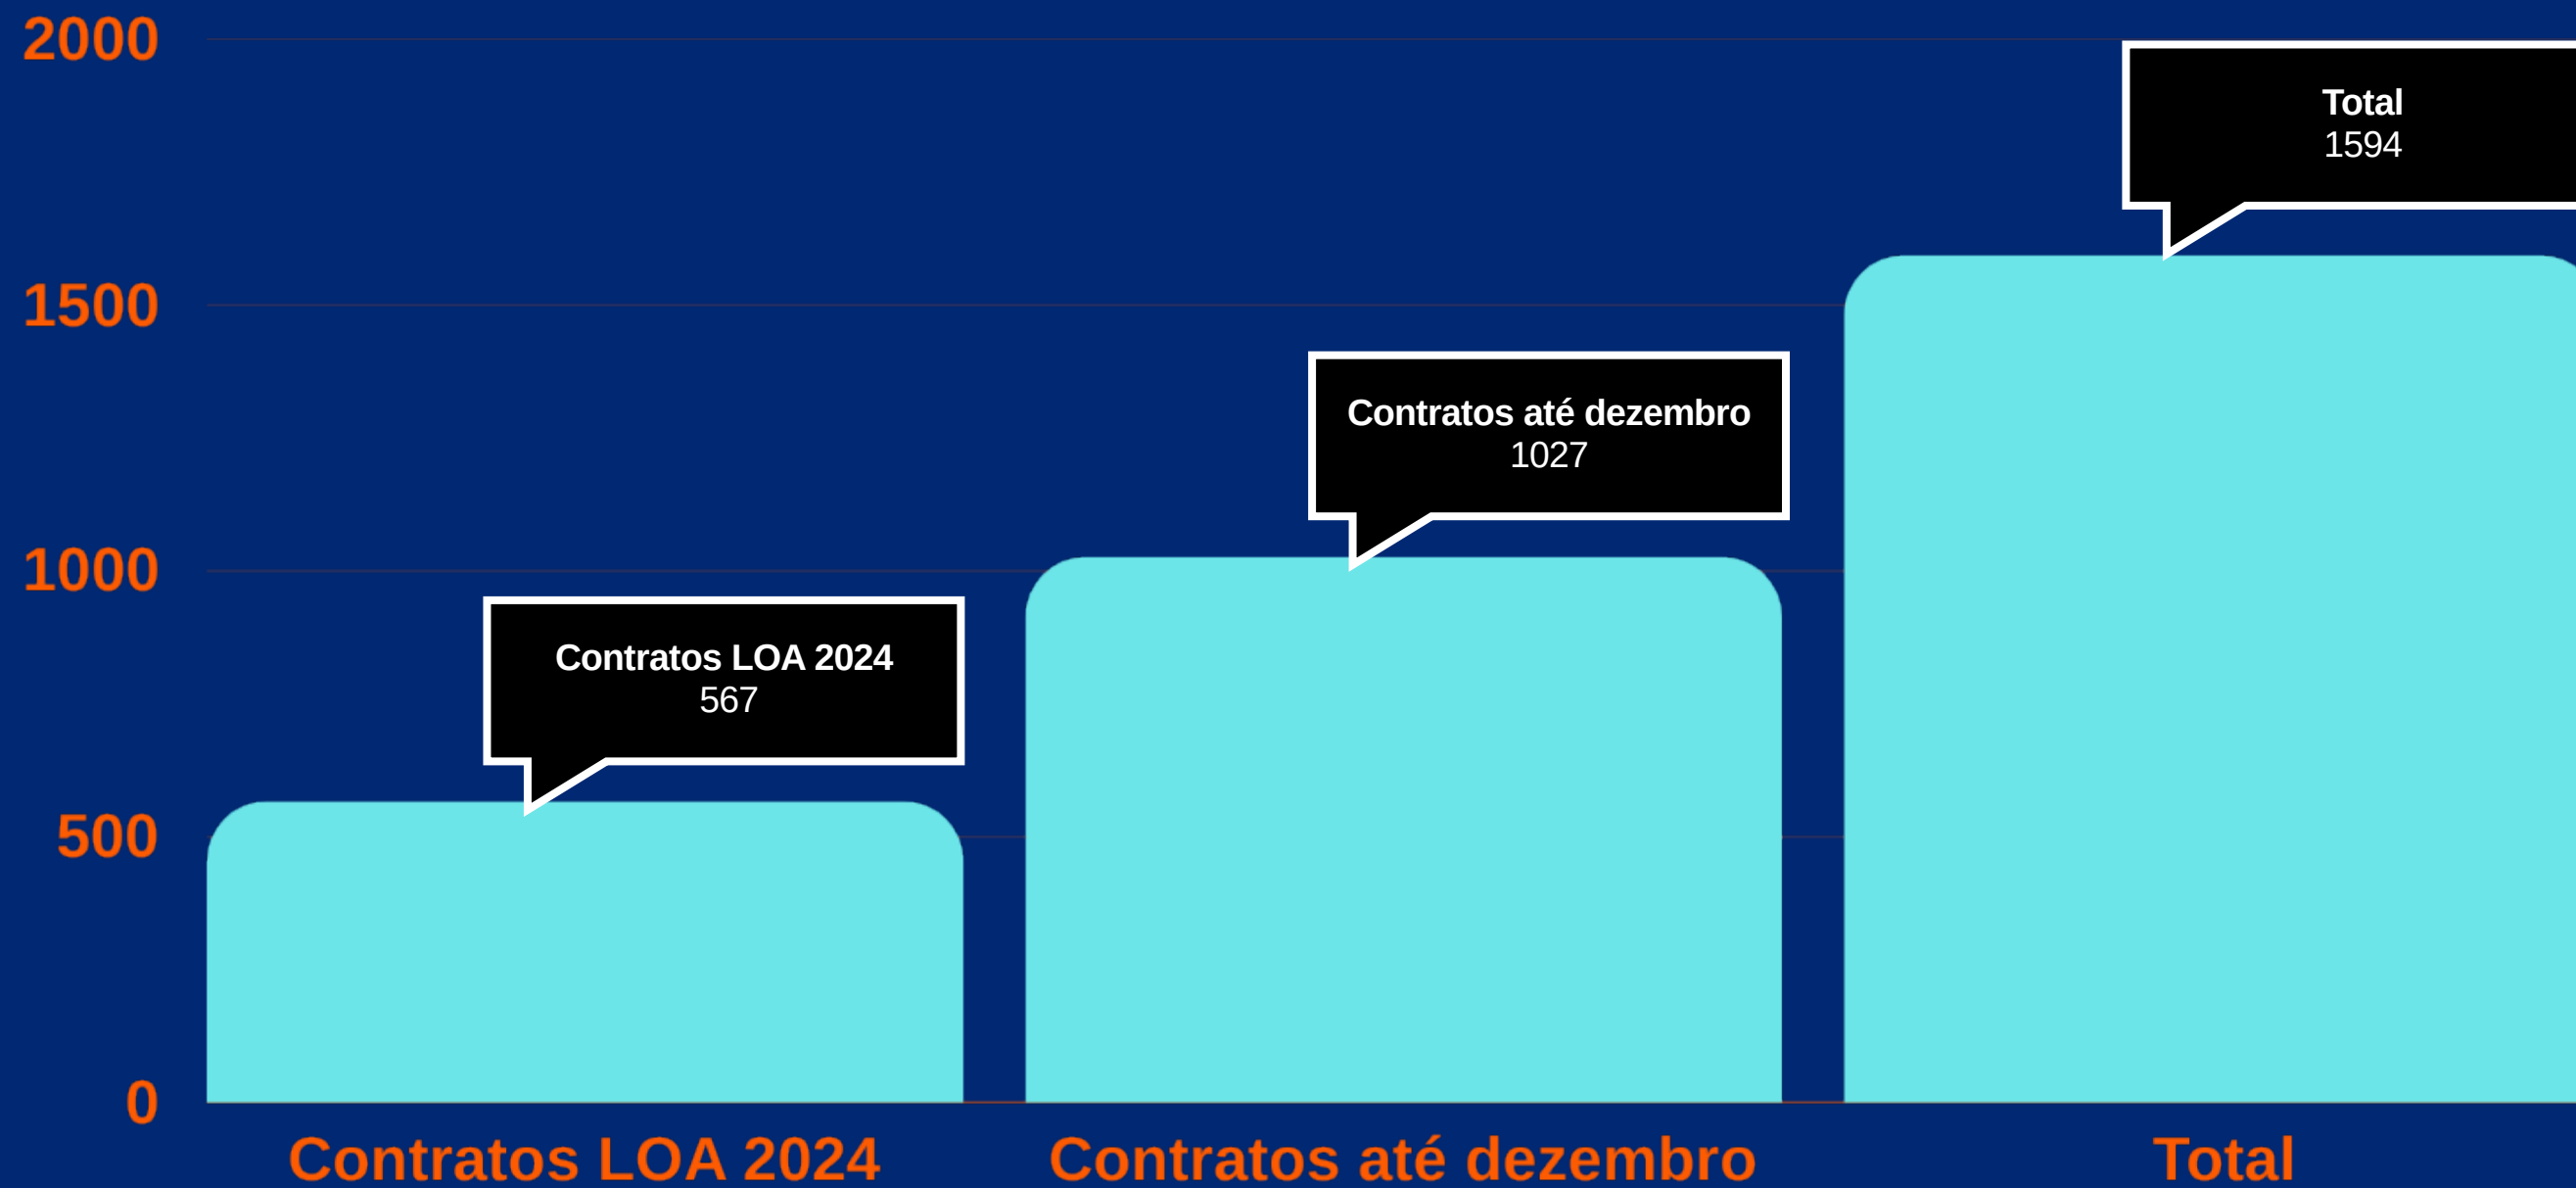 2000
Total
1594
1500
Contratos até dezembro
1027
1000
Contratos LOA 2024
567
500
0
Contratos LOA 2024
Contratos até dezembro
Total